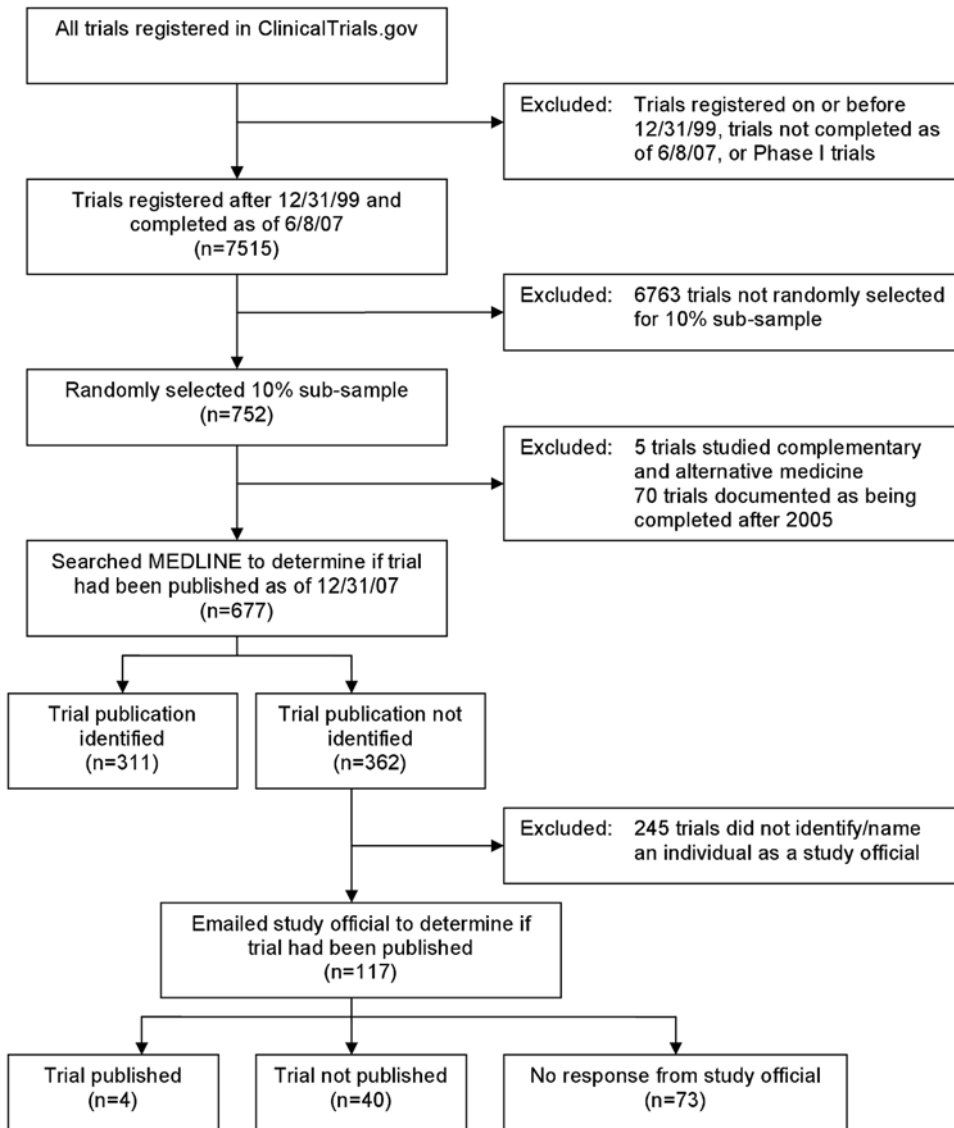 All trials registered in ClinicalTrials.gov
Excluded: Trials registered on or before
12/31/99, trials not completed as
of 6/8/07, or Phase I trials
Trials registered after 12/31/99 and
completed as of 6/8/07
(n=7515)
Excluded: 6763 trials not randomly selected
for 10% sub-sample
Randomly selected 10% sub-sample
(n=752)
Excluded: 5 trials studied complementary
and alternative medicine
70 trials documented as being
completed after 2005
Searched MEDLINE to determine if trial
had been published as of 12/31/07
(n=677)
Trial publication
identified
(n=311)
Trial publication not
identified
(n=362)
Excluded: 245 trials did not identify/name
an individual as a study official
Emailed study official to determine if
trial had been published
(n=117)
Trial published
(n=4)
Trial not published
(n=40)
No response from study official
(n=73)